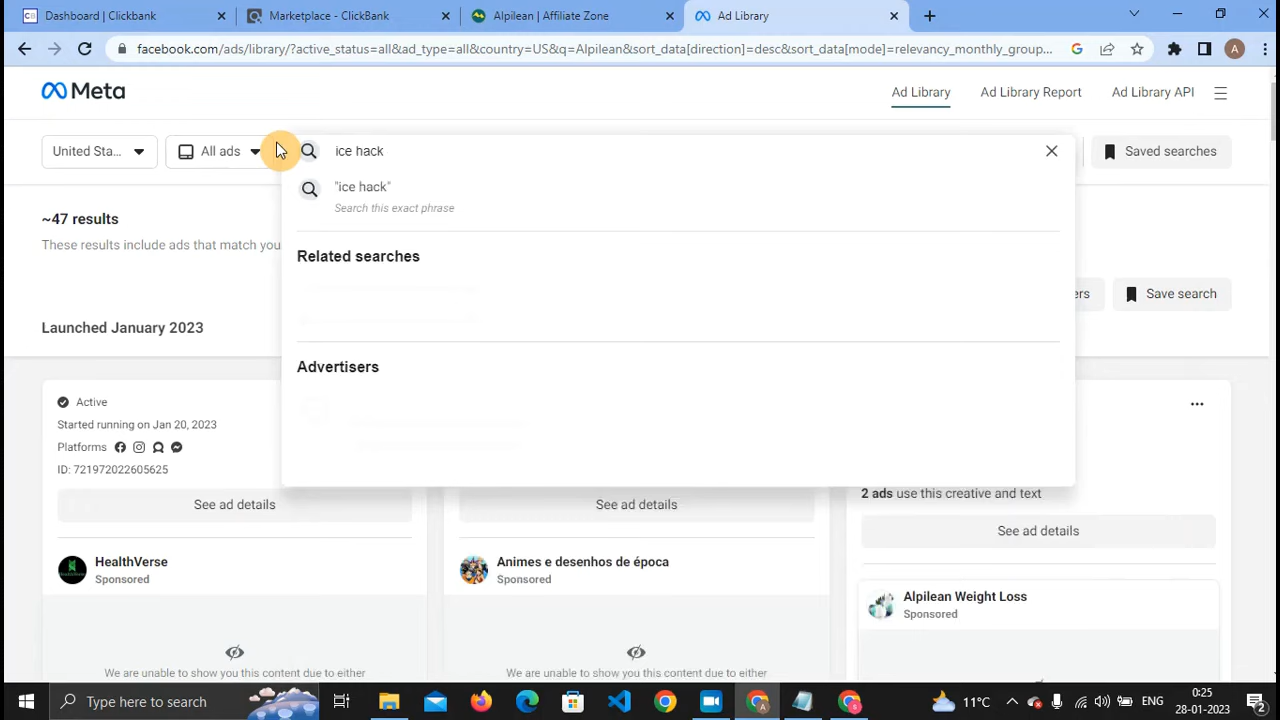 Dashboard | Clickbank
Marketplace - ClickBank
Alpilean | Affiliate Zone
Ad Library
facebook.com/ads/library/?active_status=all&ad_type=all&country=US&q=Alpilean&sort_data[direction]=desc&sort_data[mode]=relevancy_monthly_group...
A
Meta
Ad Library
Ad Library Report
Ad Library API
United Sta...
All ads
ice hack
Saved searches
"ice hack"
Search this exact phrase
~47 results
These results include ads that match you
Related searches
ers
Save search
Launched January 2023
Advertisers
Active
Started running on Jan 20, 2023
Platforms
ID: 721972022605625
2 ads use this creative and text
See ad details
See ad details
See ad details
HealthVerse
Sponsored
Animes e desenhos de época
Sponsored
Alpilean Weight Loss
Sponsored
We are unable to show you this content due to either
We are unable to show you this content due to either
Type here to search
11°C
ENG
0:25
28-01-2023
2